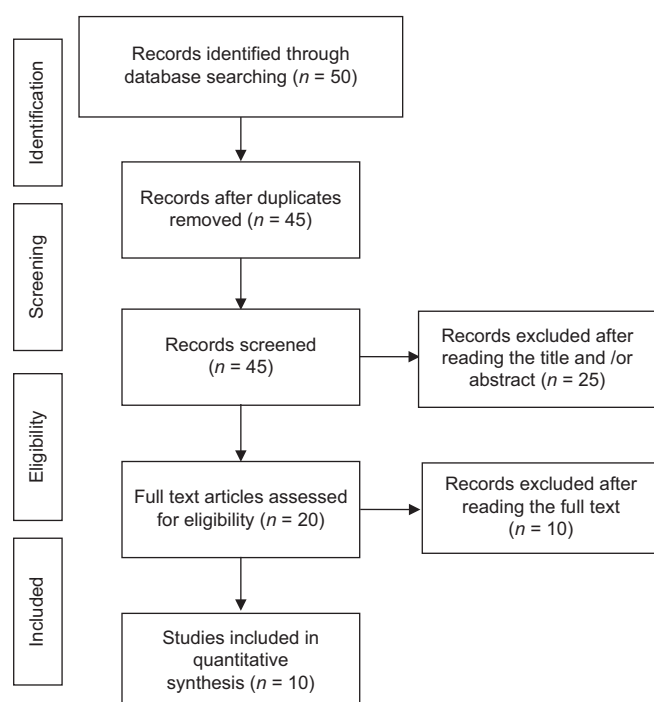 Identification
Records identified through
database searching (n = 50)
Records after duplicates
removed (n = 45)
Screening
Records screened
(n = 45)
Records excluded after
reading the title and /or
abstract (n = 25)
Eligibility
Full text articles assessed
for eligibility (n = 20)
Records excluded after
reading the full text
(n = 10)
Included
Studies included in
quantitative
synthesis (n = 10)